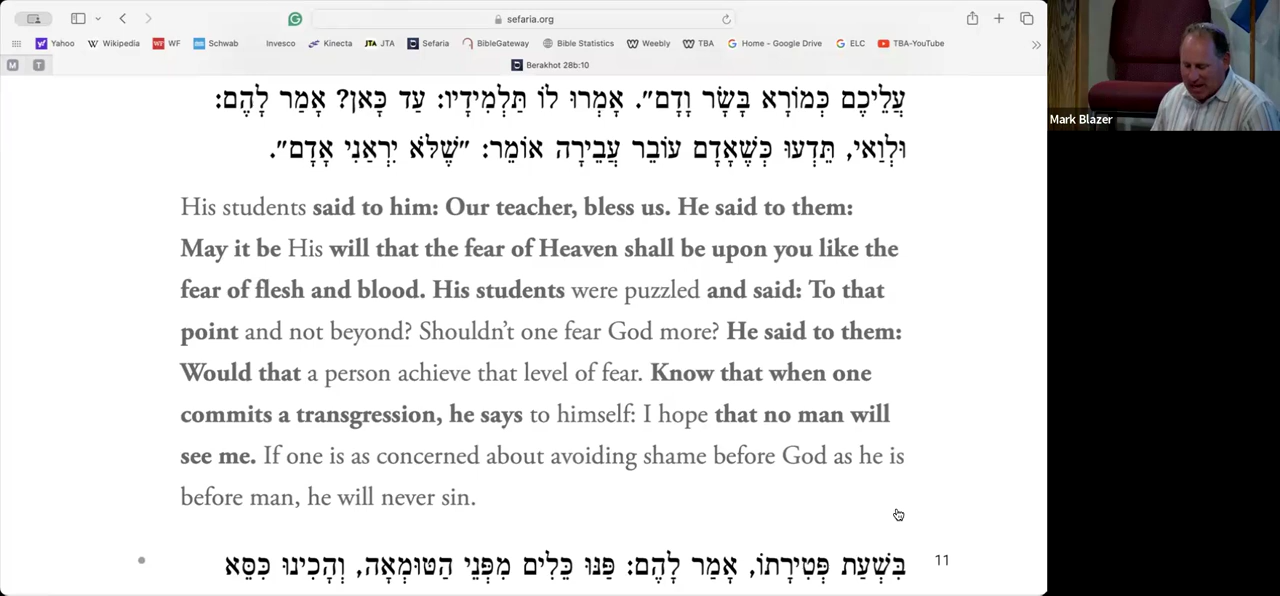 sefaria.org
Yahoo
Wikipedia
WF WF
Schwab
Invesco
Kinecta
JTA JTA
Sefaria
BibleGateway
Bible Statistics
Weebly
TBA
Home - Google Drive
ELC
TBA-YouTube
M
T
Berakhot 28b:10
Mark Blazer
עֲלֵיכֶם כְּמוֹרָא בָּשָׂר וָדָם״. אָמְרוּ לוֹ תַּלְמִידָיו: עַד כָּאן? אָמַר לָהֶם:
וּלְוַאי, תֵּדְעוּ כְּשֶׁאָדָם עוֹבֵר עֲבֵירָה אוֹמֵר: ״שֶׁלֹּא יִרְאַנִי אָדָם״.
His students said to him: Our teacher, bless us. He said to them:
May it be His will that the fear of Heaven shall be upon you like the
fear of flesh and blood. His students were puzzled and said: To that
point and not beyond? Shouldn't one fear God more? He said to them:
Would that a person achieve that level of fear. Know that when one
commits a transgression, he says to himself: I hope that no man will
see me. If one is as concerned about avoiding shame before God as he is
before man, he will never sin.
11
בִּשְׁעַת פְּטִירָתוֹ, אָמַר לָהֶם: פַּנּוּ כֵּלִים מִפְּנֵי הַטּוּמְאָה, וְהָכִינוּ כִּסֵּא